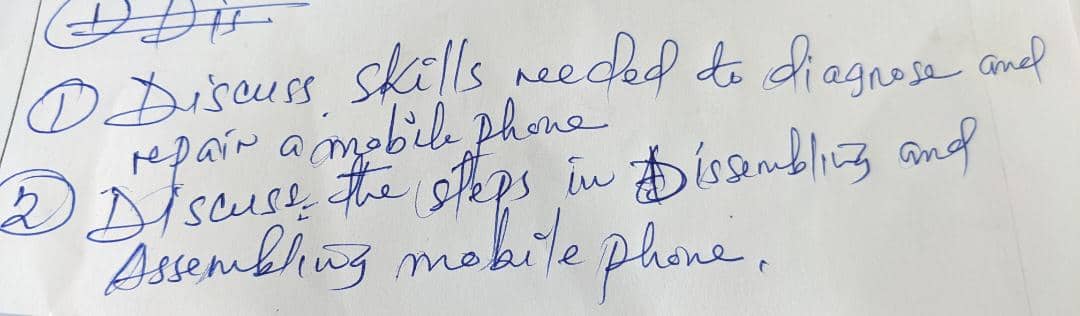 ① Discuss skills needed to diagnose and
repair a mobile phone
② Discuss the steps in Dissembling and
Assembling mobile phone.